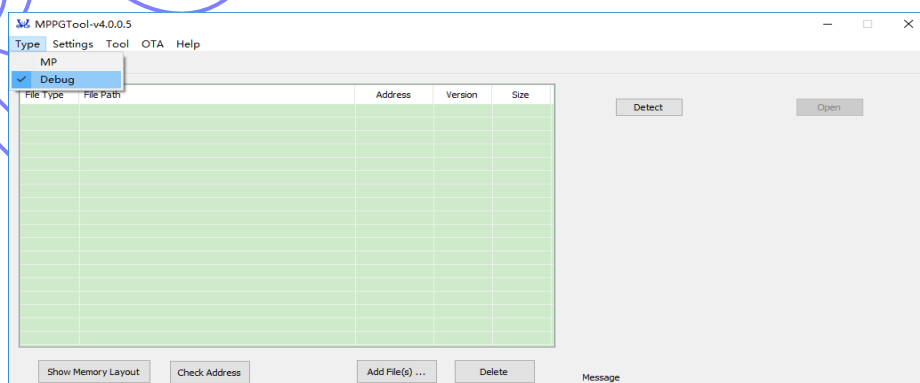 MPPGTool-v4.0.0.5
Type Settings Tool OTA Help
MP
Debug
File Type File Path Address Version Size
Detect Open
Show Memory Layout Check Address Add File(s) ... Delete
Message